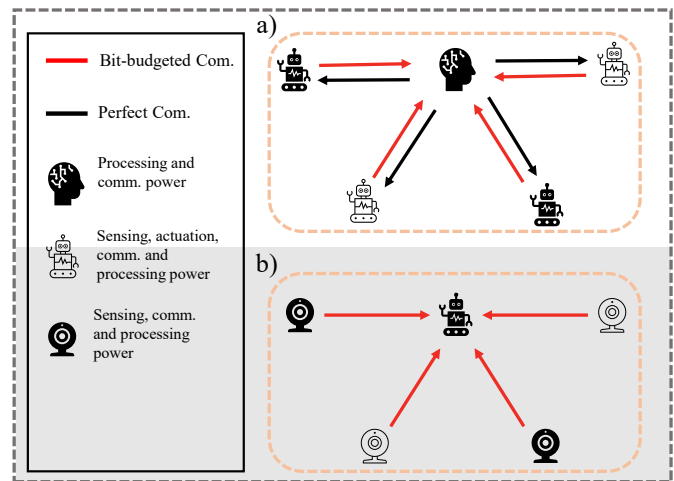 a)
Bit-budgeted Com.
Perfect Com.
Processing and
comm. power
Sensing, actuation,
comm. and
processing power
b)
Sensing, comm.
and processing
power